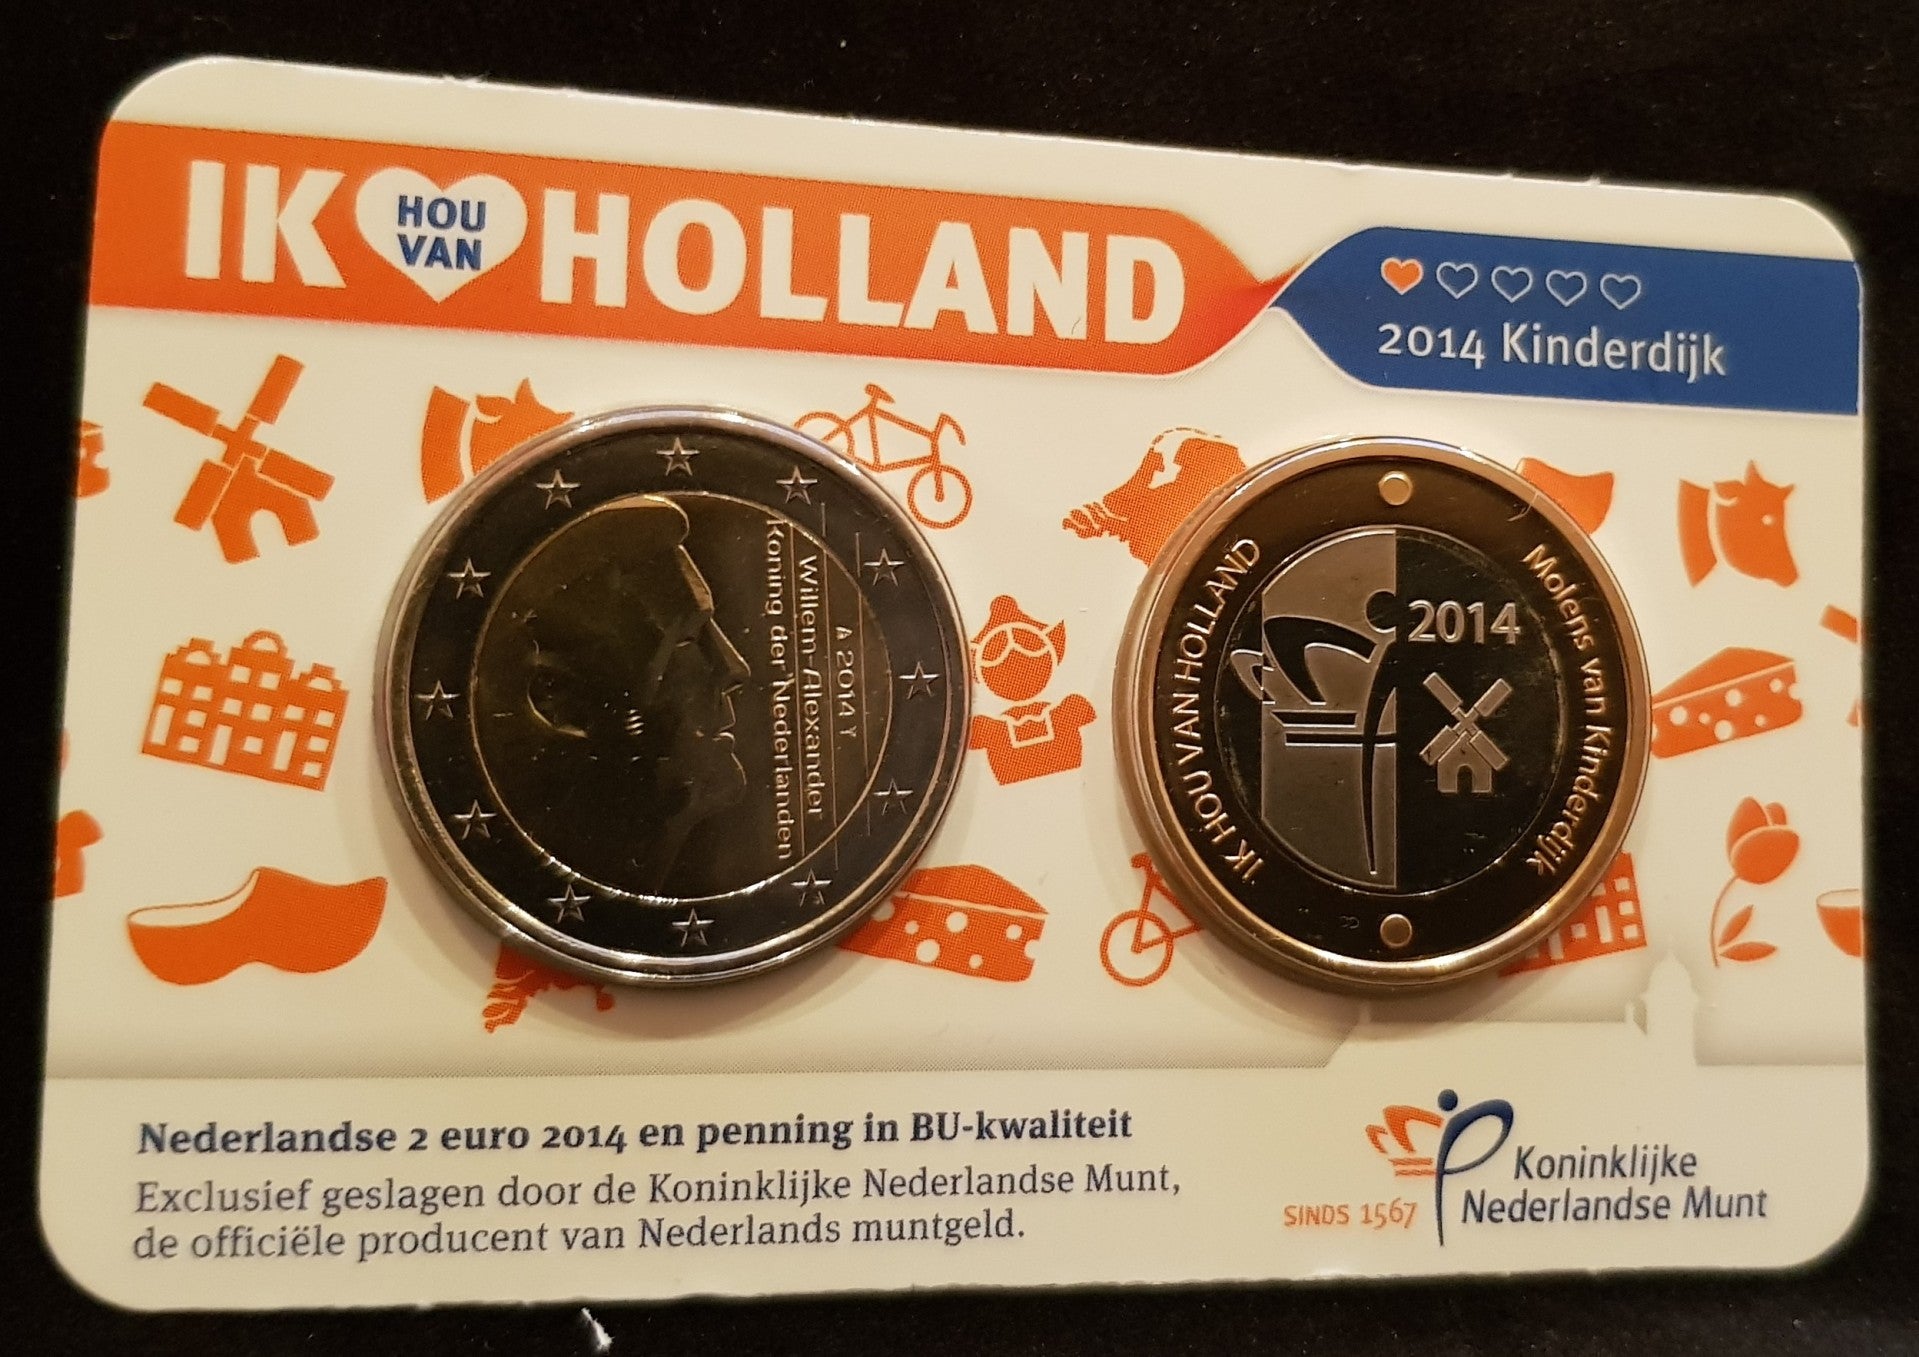 IK HOU VAN HOLLAND
2014 Kinderdijk
A 2014 Y
Willem-Alexander
Koning der Nederlanden
IK HOU VAN HOLLAND
2014
Molens van Kinderdijk
Nederlandse 2 euro 2014 en penning in BU-kwaliteit
Exclusief geslagen door de Koninklijke Nederlandse Munt,
de officiële producent van Nederlands muntgeld.
SINDS 1567
Koninklijke
Nederlandse Munt